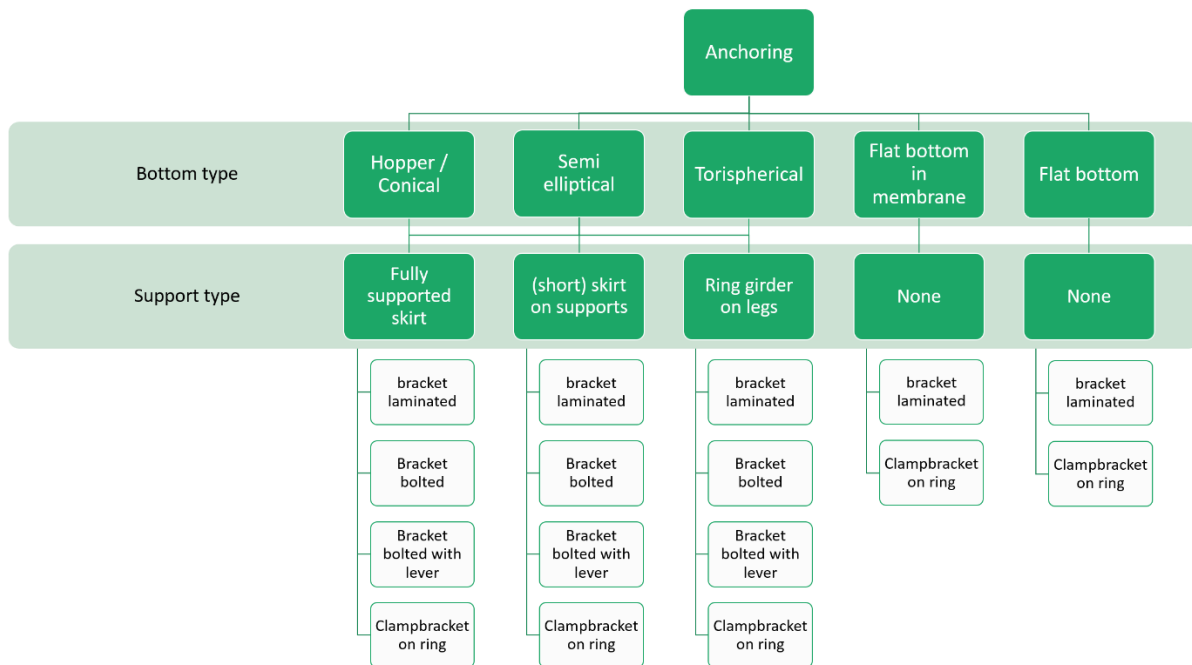 Anchoring
Bottom type
Hopper /
Conical
Semi
elliptical
Torispherical
Flat bottom
in
membrane
Flat bottom
Support type
Fully
supported
skirt
(short) skirt
on supports
Ring girder
on legs
None
None
bracket
laminated
bracket
laminated
bracket
laminated
bracket
laminated
bracket
laminated
Bracket
bolted
Bracket
bolted
Bracket
bolted
Clampbracket
on ring
Clampbracket
on ring
Bracket
bolted with
lever
Bracket
bolted with
lever
Bracket
bolted with
lever
Clampbracket
on ring
Clampbracket
on ring
Clampbracket
on ring